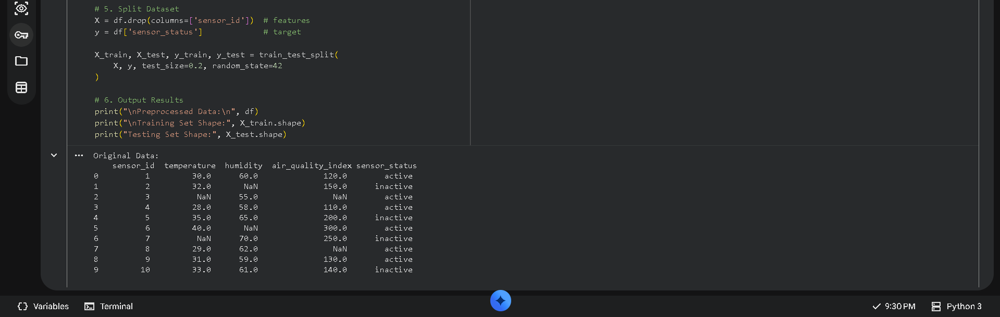 # 5. Split Dataset
X = df.drop(columns=['sensor_id'])  # features
y = df['sensor_status']             # target
X_train, X_test, y_train, y_test = train_test_split(
    X, y, test_size=0.2, random_state=42
)
# 6. Output Results
print("\nPreprocessed Data:\n", df)
print("\nTraining Set Shape:", X_train.shape)
print("Testing Set Shape:", X_test.shape)
Original Data:
    sensor_id  temperature  humidity  air_quality_index sensor_status
0          1         30.0      60.0              120.0        active
1          2         32.0       NaN              150.0      inactive
2          3          NaN      55.0                NaN        active
3          4         28.0      58.0              110.0        active
4          5         35.0      65.0              200.0      inactive
5          6         40.0       NaN              300.0        active
6          7          NaN      70.0              250.0      inactive
7          8         29.0      62.0                NaN        active
8          9         31.0      59.0              130.0        active
9         10         33.0      61.0              140.0      inactive
Variables Terminal 9:30 PM Python 3